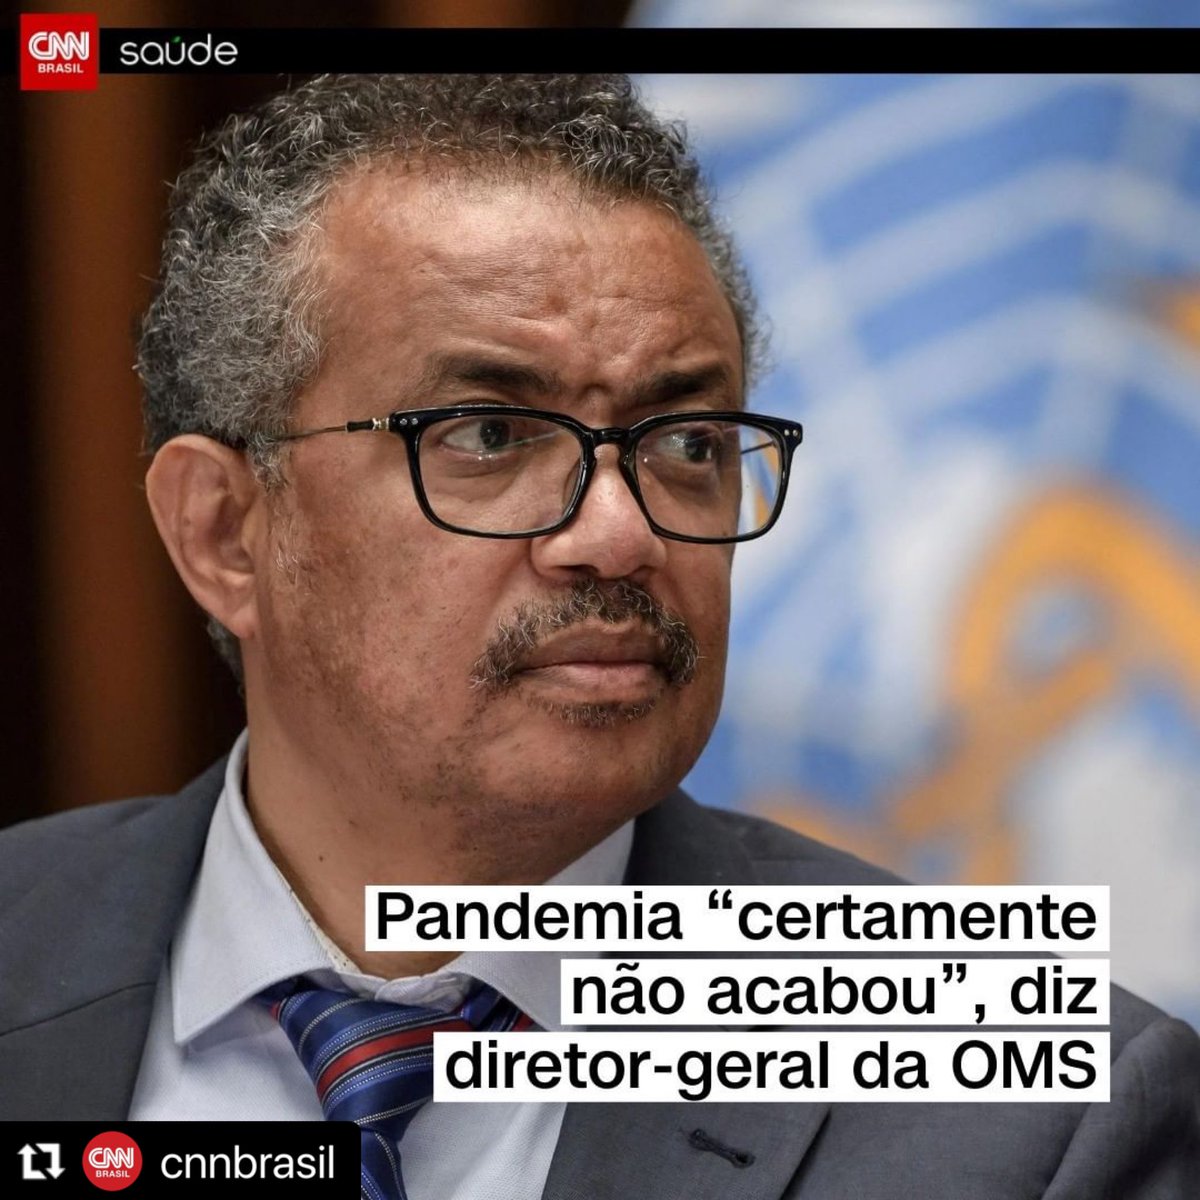 CNN
BRASIL
saúde
Pandemia “certamente
não acabou”, diz
diretor-geral da OMS
CNN
BRASIL
cnnbrasil